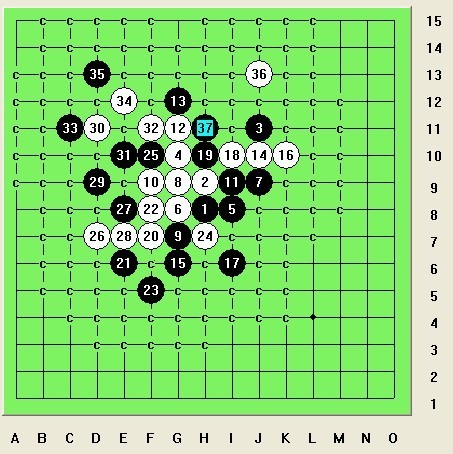 c c c c c c c c c c c 15
c c c c c c c c c c c 14
c c c 35 c c c c c 36 c c 13
c c c c 34 c 13 c c c c c c 12
c c 33 30 c 32 12 37 c 3 c c c 11
c c c c 31 25 4 19 18 14 16 c c 10
c c c 29 c 10 8 2 11 7 c c c 9
c c c 27 22 6 1 5 c c c c 8
c c 26 28 20 9 24 c c c c 7
c c c 21 c 15 c 17 c c 6
c c c c 23 c c c c c 5
c c c c c c c c c 4
c c c c c 3
2
1
A B C D E F G H I J K L M N O